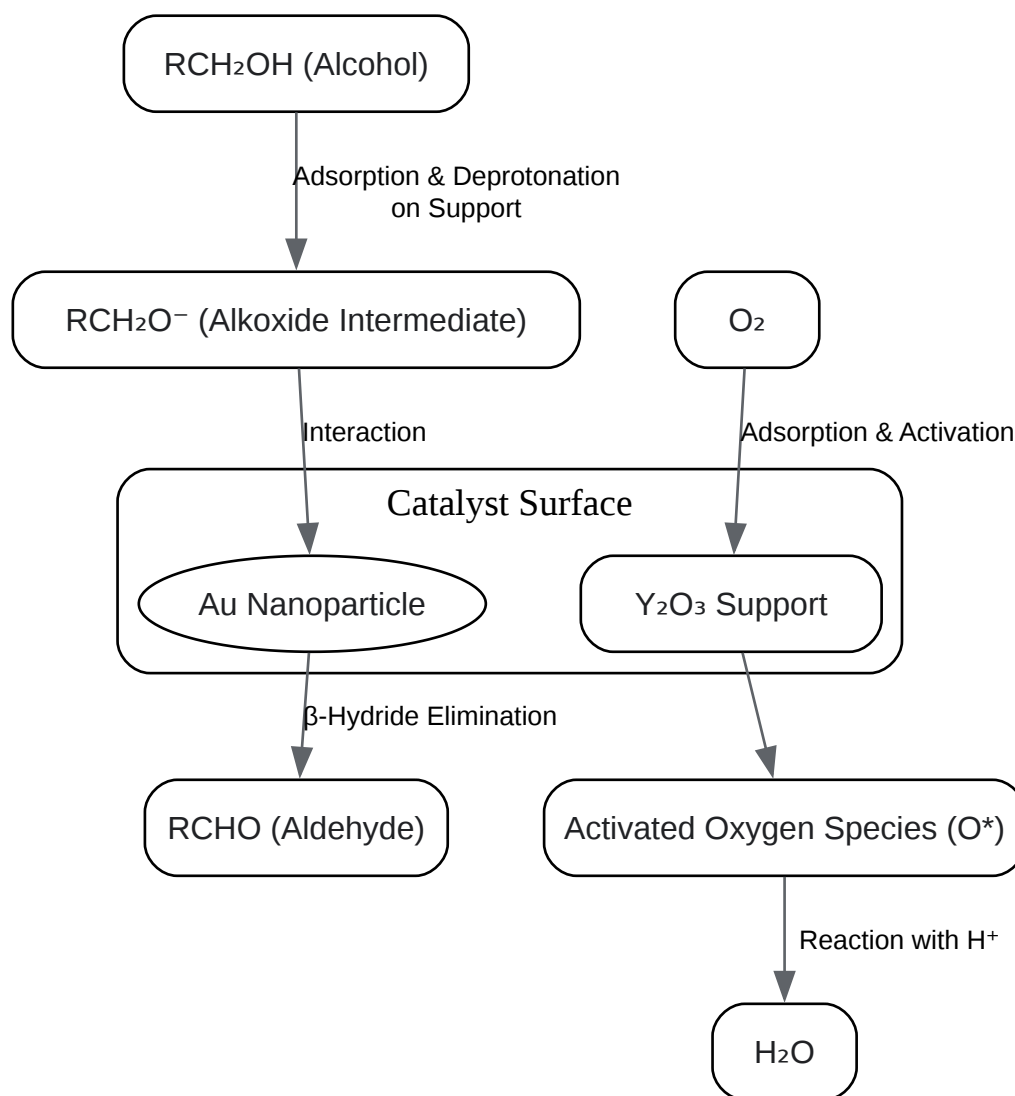 RCH₂OH (Alcohol)
Adsorption & Deprotonation
on Support
RCH₂O⁻ (Alkoxide Intermediate)
O₂
Interaction
Adsorption & Activation
Catalyst Surface
Au Nanoparticle
Y₂O₃ Support
β-Hydride Elimination
RCHO (Aldehyde)
Activated Oxygen Species (O*)
Reaction with H⁺
H₂O